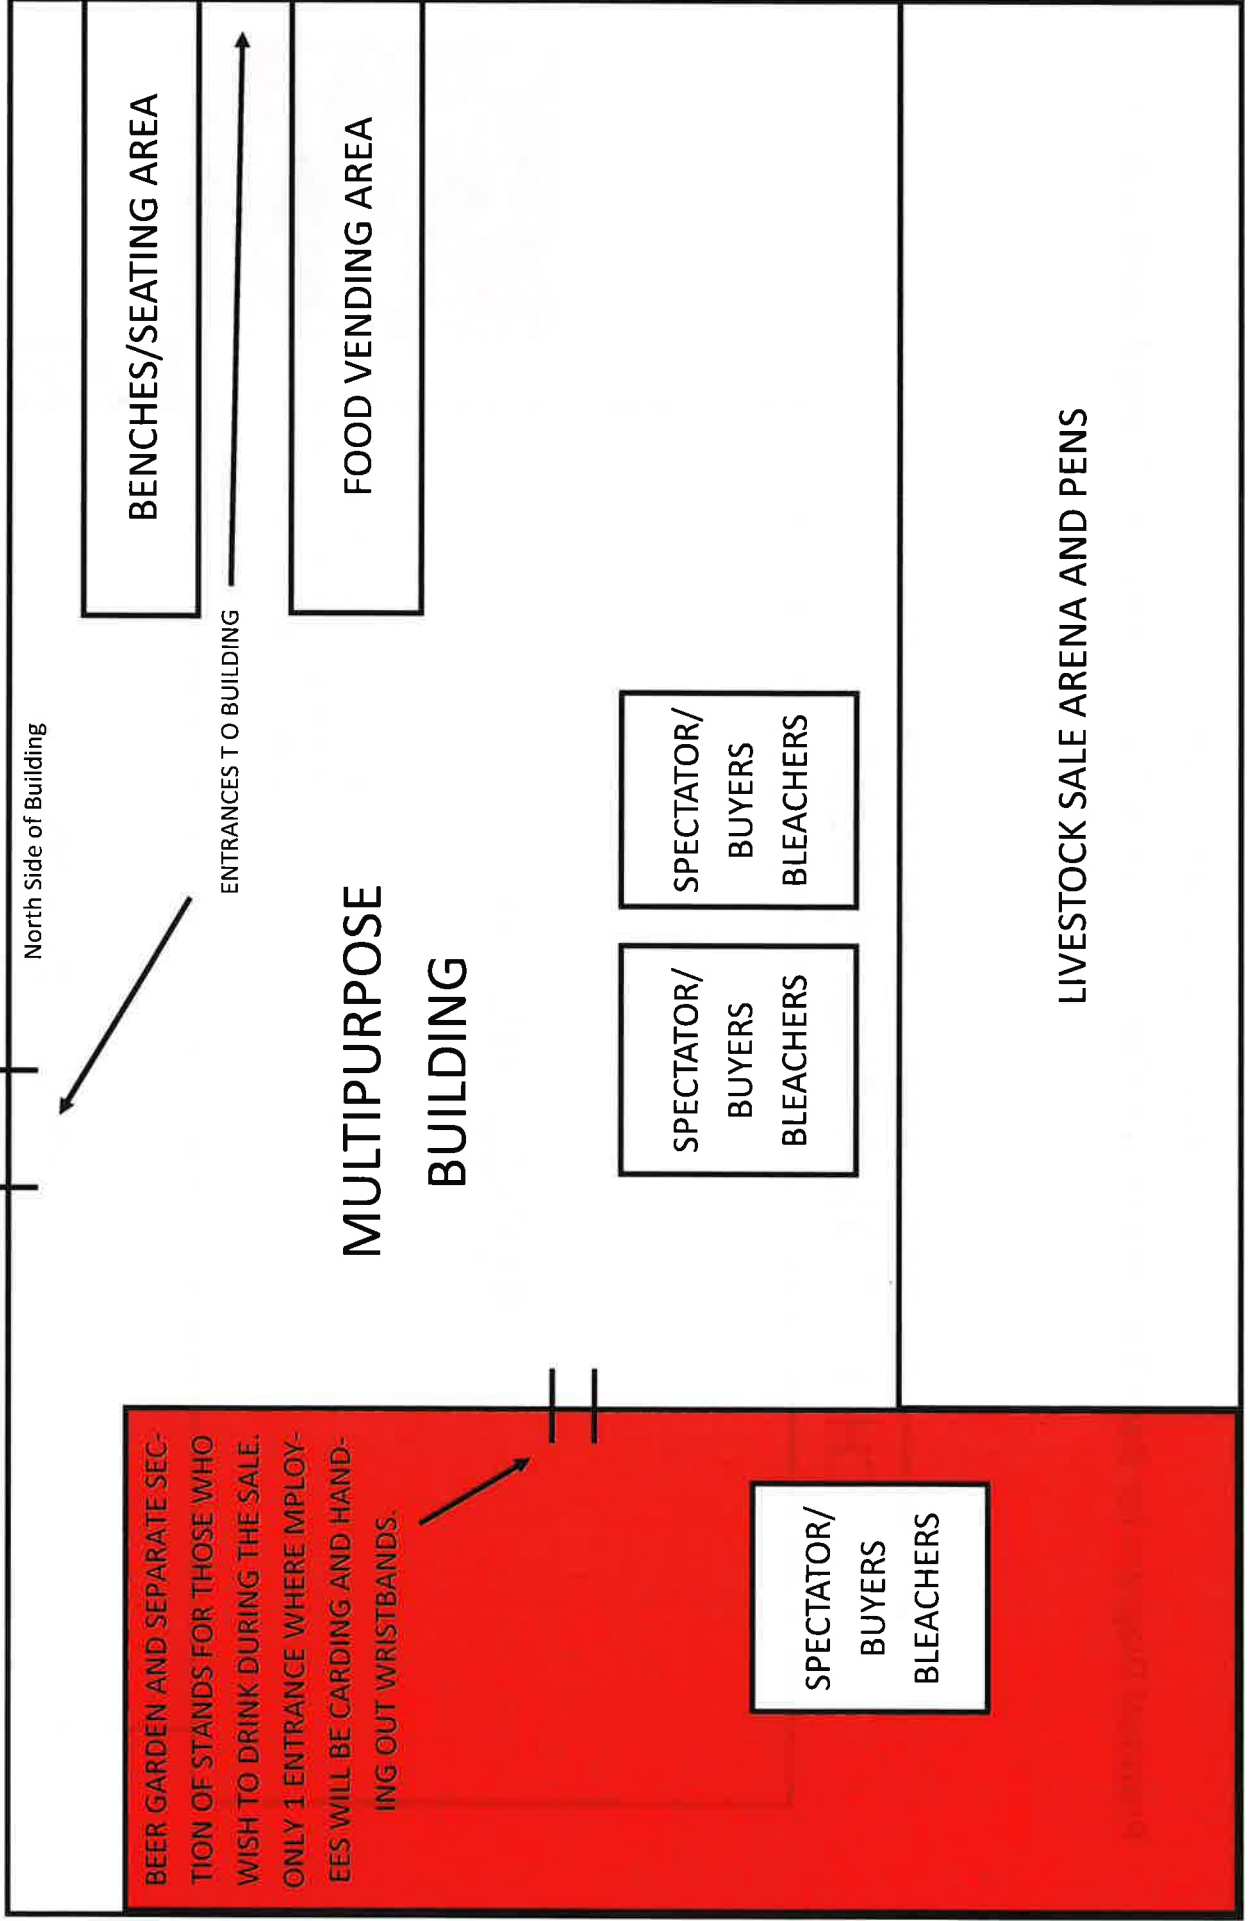 North Side of Building
BEER GARDEN AND SEPARATE SEC-
TION OF STANDS FOR THOSE WHO
WISH TO DRINK DURING THE SALE.
ONLY 1 ENTRANCE WHERE MPLOY-
EES WILL BE CARDING AND HAND-
ING OUT WRISTBANDS.
ENTRANCES T O BUILDING
BENCHES/SEATING AREA
MULTIPURPOSE
BUILDING
FOOD VENDING AREA
SPECTATOR/
BUYERS
BLEACHERS
SPECTATOR/
BUYERS
BLEACHERS
SPECTATOR/
BUYERS
BLEACHERS
LIVESTOCK SALE ARENA AND PENS